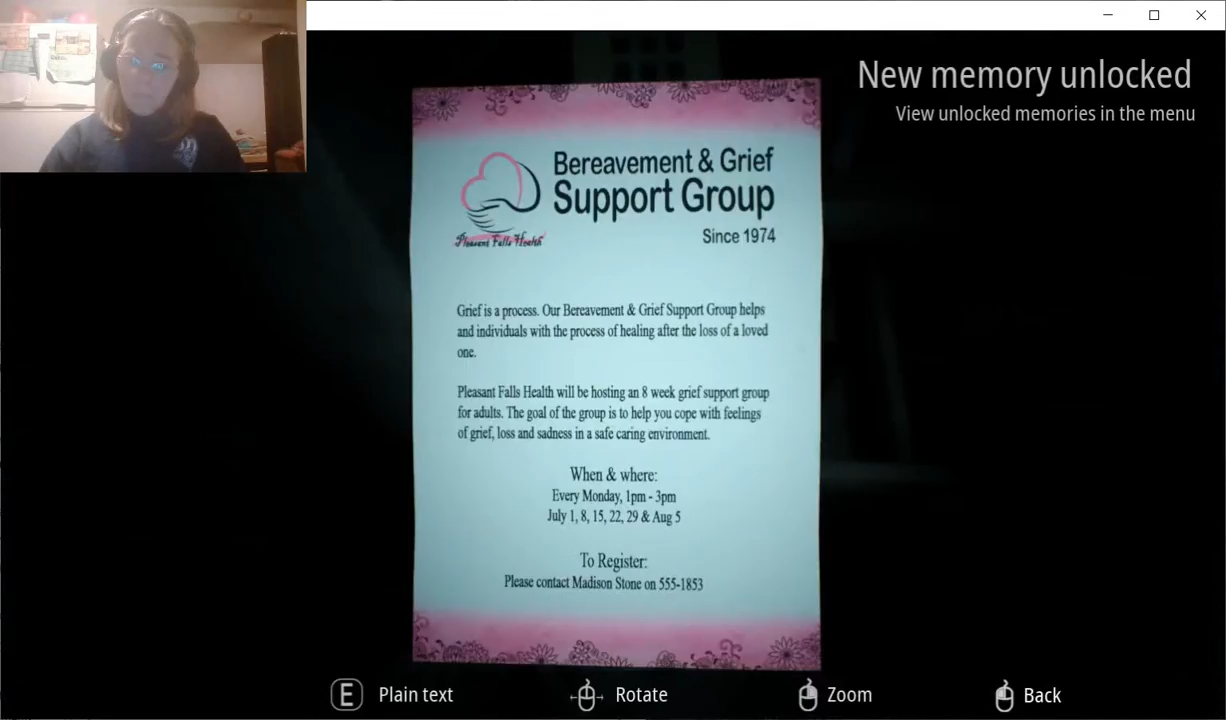 New memory unlocked
View unlocked memories in the menu
Bereavement & Grief
Support Group
Since 1974
Pleasant Falls Health
Grief is a process. Our Bereavement & Grief Support Group helps
and individuals with the process of healing after the loss of a loved
one.
Pleasant Falls Health will be hosting an 8 week grief support group
for adults. The goal of the group is to help you cope with feelings
of grief, loss and sadness in a safe caring environment.
When & where:
Every Monday, 1pm - 3pm
July 1, 8, 15, 22, 29 & Aug 5
To Register:
Please contact Madison Stone on 555-1853
E Plain text
Rotate
Zoom
Back